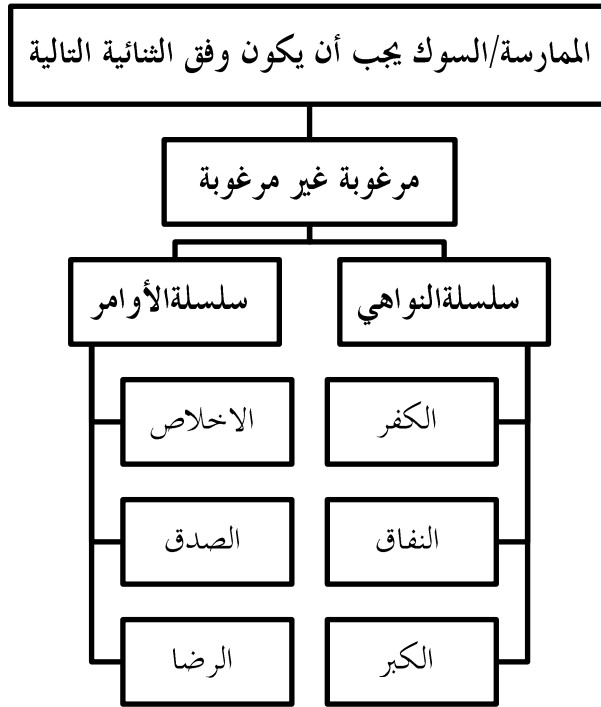 الممارسة/السوك يجب أن يكون وفق الثنائية التالية
مرغوبة غير مرغوبة
سلسلةالنواهي
سلسلةالأوامر
الكفر
الاخلاص
النفاق
الصدق
الكبر
الرضا